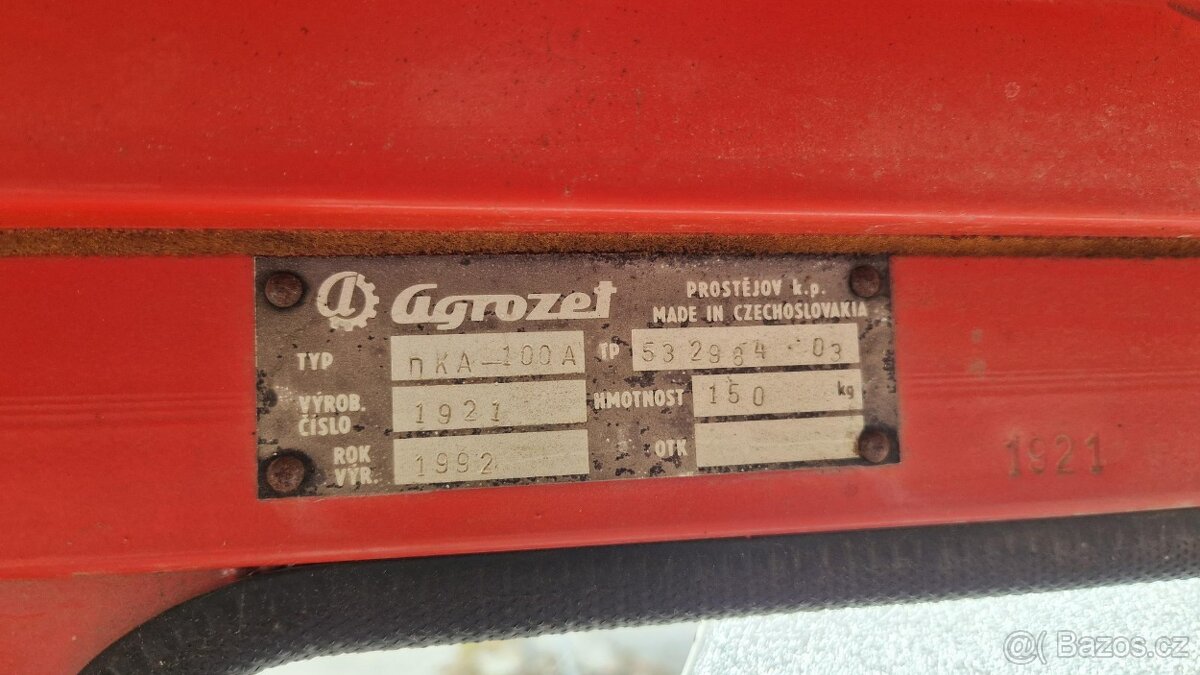 agrozet
PROSTĚJOV k.p.
MADE IN CZECHOSLOVAKIA
TYP nKA-100A TP 532984·03
VÝROB. ČÍSLO 1921 HMOTNOST 150 kg
ROK VÝR. 1992 OTK
1921
Bazos.cz